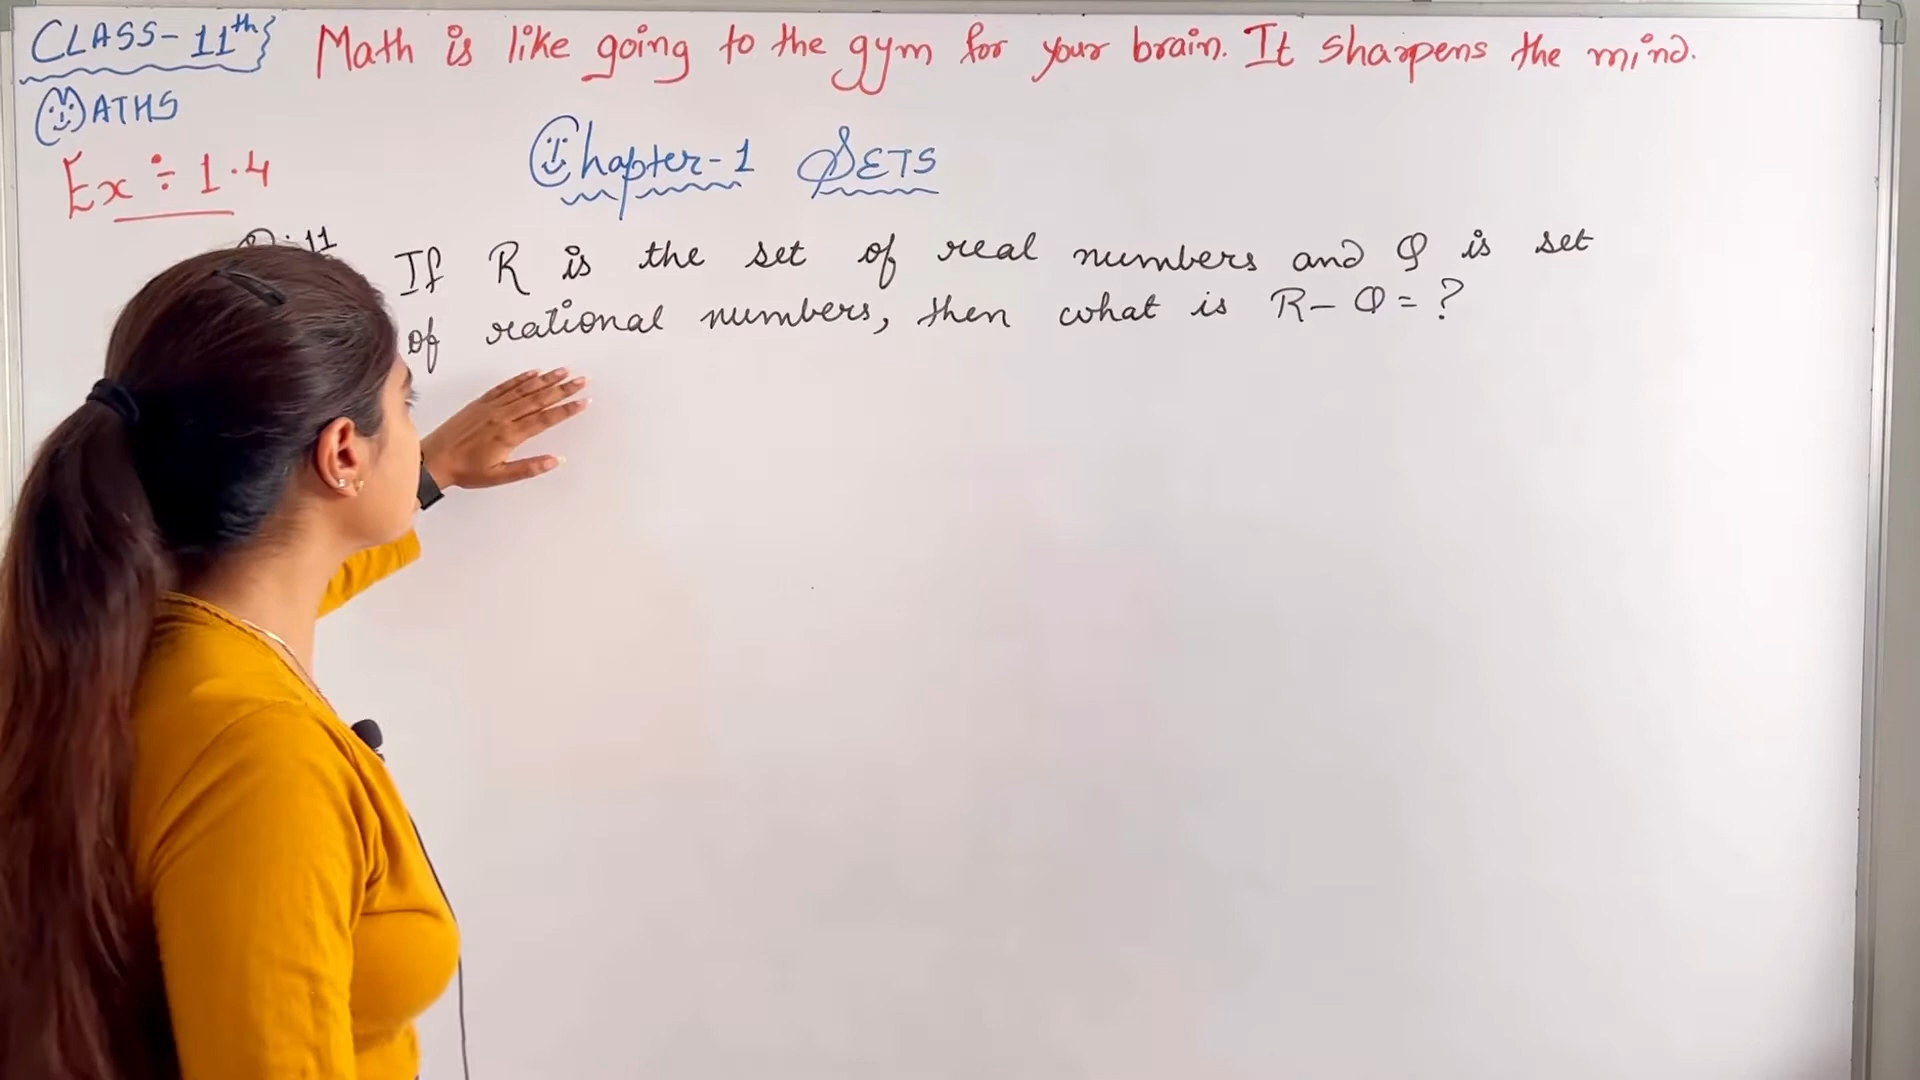 CLASS-11th} Math is like going to the gym for your brain. It sharpens the mind.
MATHS
Chapter-1 SETS
Ex ÷ 1.4
Q:11 If R is the set of real numbers and Q is set
of rational numbers, then what is R- Q = ?